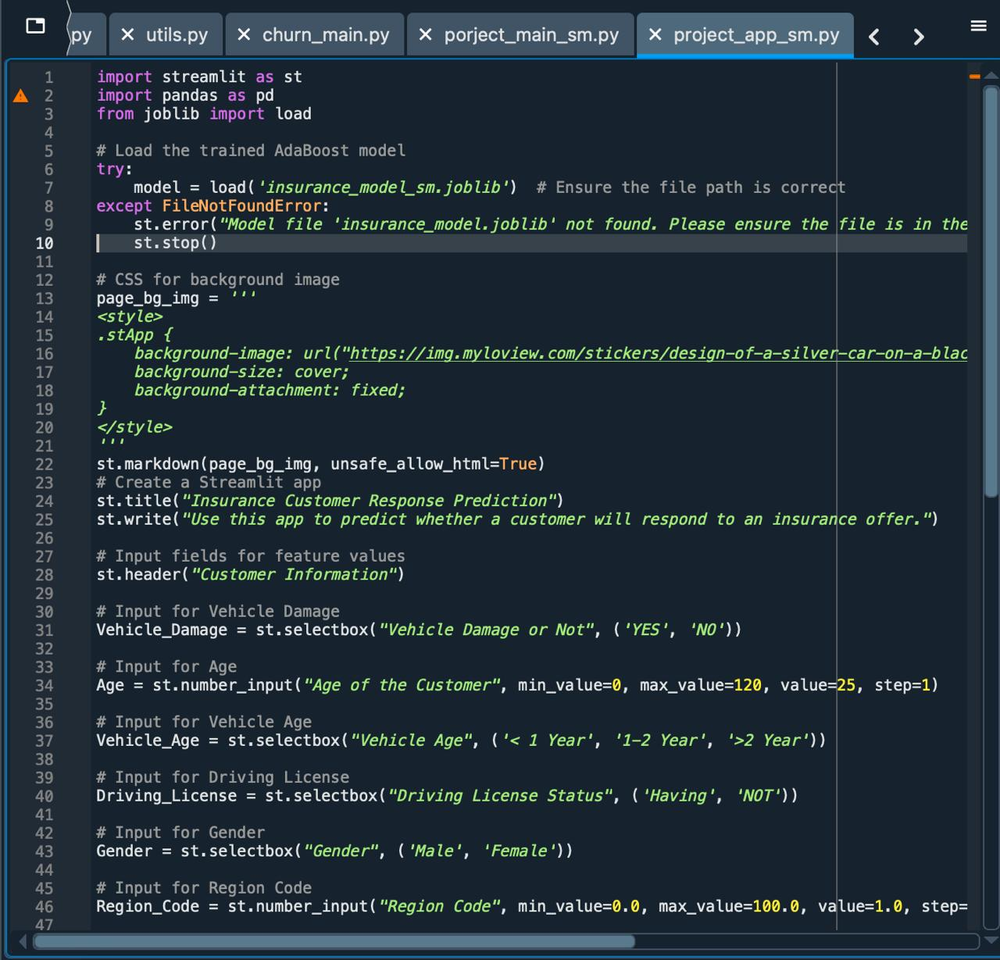 py
utils.py
churn_main.py
porject_main_sm.py
project_app_sm.py
1 import streamlit as st
2 import pandas as pd
3 from joblib import load
4
5 # Load the trained AdaBoost model
6 try:
7     model = load('insurance_model_sm.joblib')  # Ensure the file path is correct
8 except FileNotFoundError:
9     st.error("Model file 'insurance_model.joblib' not found. Please ensure the file is in the
10     st.stop()
11
12 # CSS for background image
13 page_bg_img = '''
14 <style>
15 .stApp {
16     background-image: url("https://img.myloview.com/stickers/design-of-a-silver-car-on-a-blac
17     background-size: cover;
18     background-attachment: fixed;
19 }
20 </style>
21 '''
22 st.markdown(page_bg_img, unsafe_allow_html=True)
23 # Create a Streamlit app
24 st.title("Insurance Customer Response Prediction")
25 st.write("Use this app to predict whether a customer will respond to an insurance offer.")
26
27 # Input fields for feature values
28 st.header("Customer Information")
29
30 # Input for Vehicle Damage
31 Vehicle_Damage = st.selectbox("Vehicle Damage or Not", ('YES', 'NO'))
32
33 # Input for Age
34 Age = st.number_input("Age of the Customer", min_value=0, max_value=120, value=25, step=1)
35
36 # Input for Vehicle Age
37 Vehicle_Age = st.selectbox("Vehicle Age", ('< 1 Year', '1-2 Year', '>2 Year'))
38
39 # Input for Driving License
40 Driving_License = st.selectbox("Driving License Status", ('Having', 'NOT'))
41
42 # Input for Gender
43 Gender = st.selectbox("Gender", ('Male', 'Female'))
44
45 # Input for Region Code
46 Region_Code = st.number_input("Region Code", min_value=0.0, max_value=100.0, value=1.0, step=
47